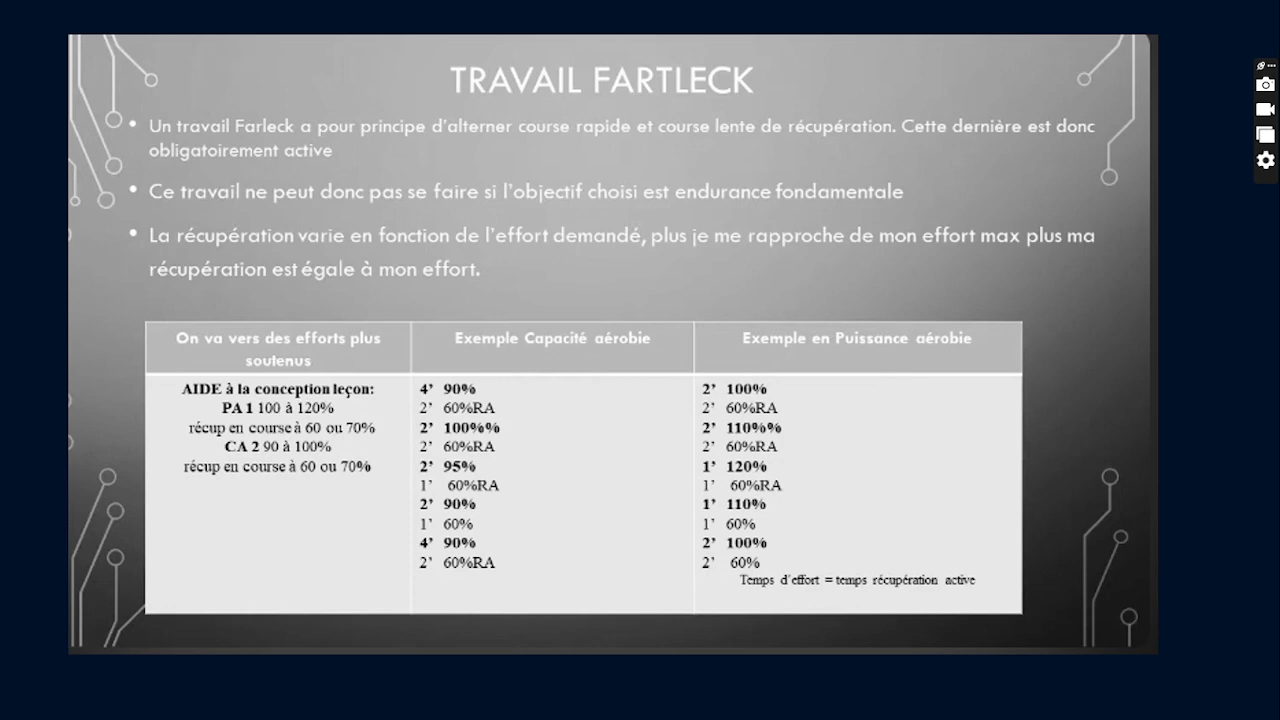 TRAVAIL FARTLECK
• Un travail Farleck a pour principe d'alterner course rapide et course lente de récupération. Cette dernière est donc
obligatoirement active
• Ce travail ne peut donc pas se faire si l'objectif choisi est endurance fondamentale
• La récupération varie en fonction de l'effort demandé, plus je me rapproche de mon effort max plus ma
récupération est égale à mon effort.
On va vers des efforts plus
soutenus
AIDE à la conception leçon:
PA 1 100 à 120%
récup en course à 60 ou 70%
CA 2 90 à 100%
récup en course à 60 ou 70%
Exemple Capacité aérobie
4' 90%
2' 60%RA
2' 100%%
2' 60%RA
2' 95%
1' 60%RA
2' 90%
1' 60%
4' 90%
2' 60%RA
Exemple en Puissance aérobie
2' 100%
2' 60%RA
2' 110%%
2' 60%RA
1' 120%
1' 60%RA
1' 110%
1' 60%
2' 100%
2' 60%
Temps d'effort = temps récupération active